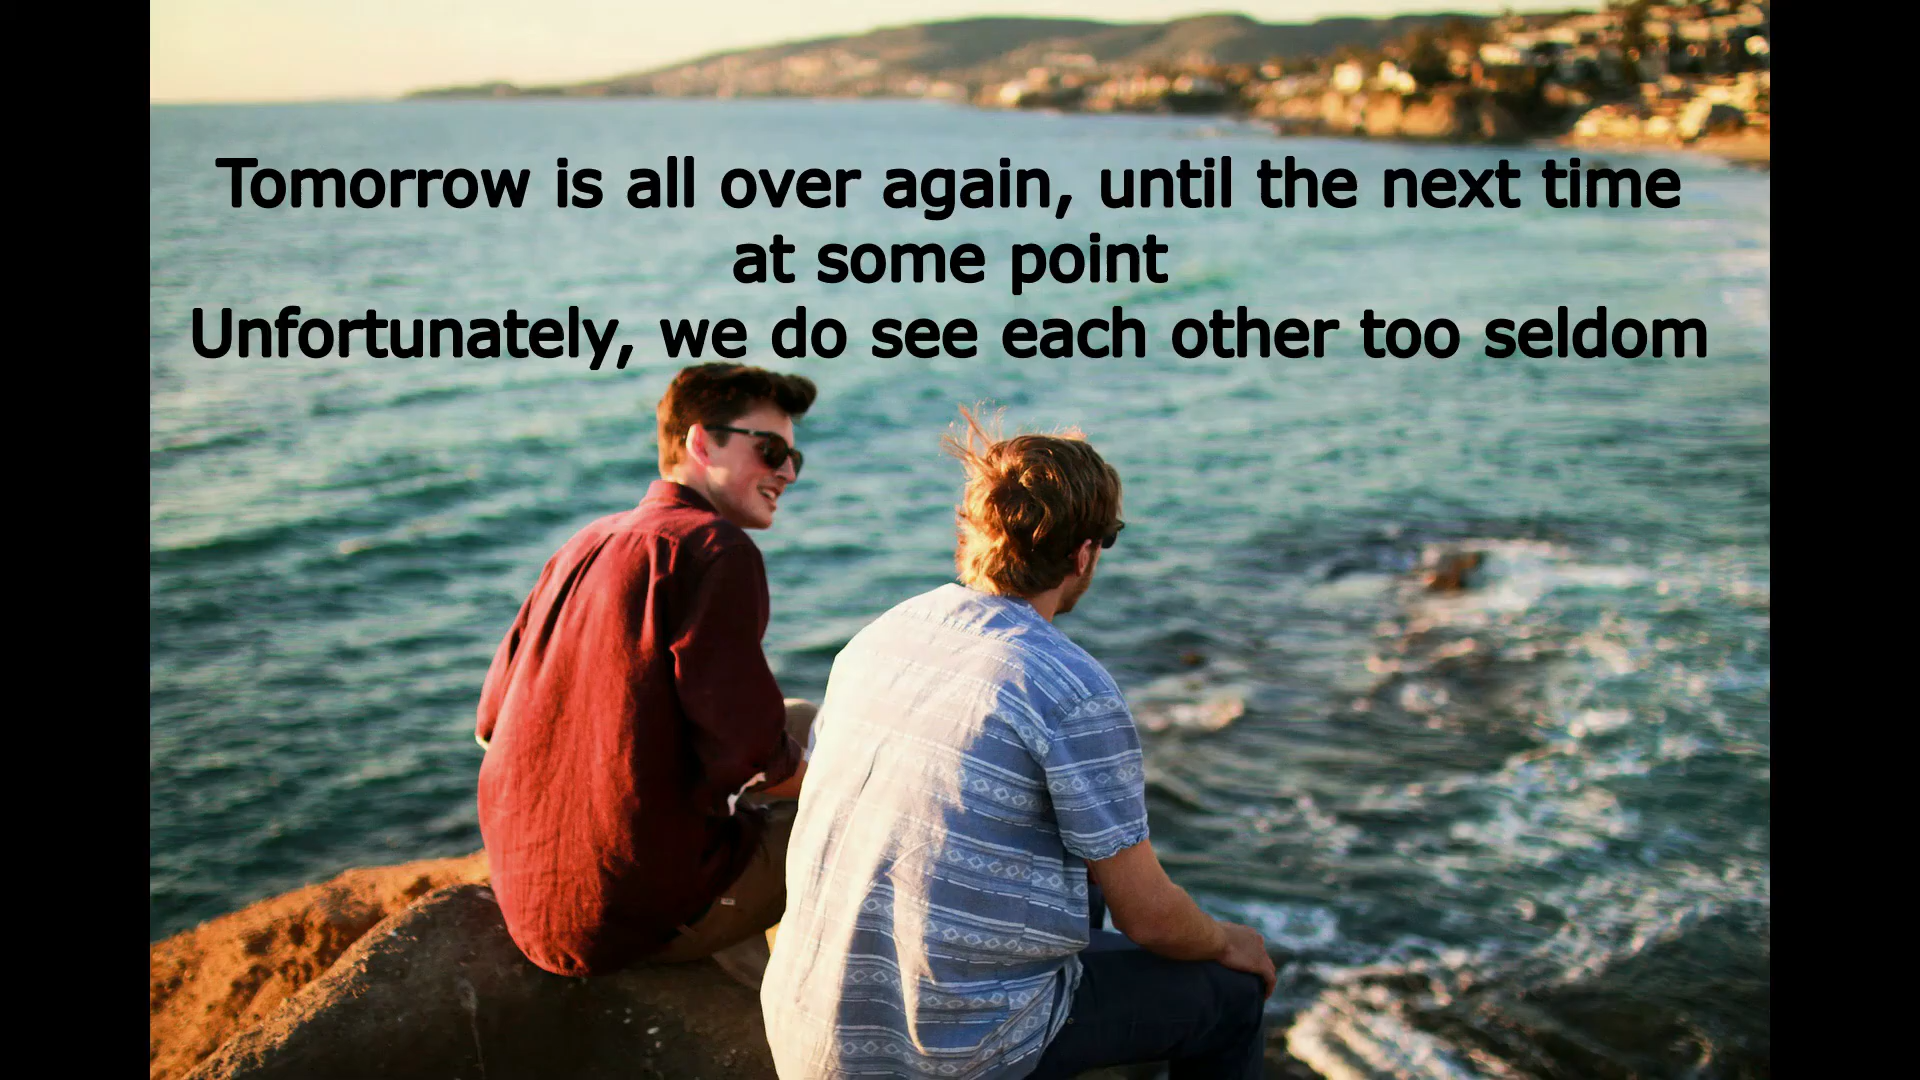 Tomorrow is all over again, until the next time
at some point
Unfortunately, we do see each other too seldom